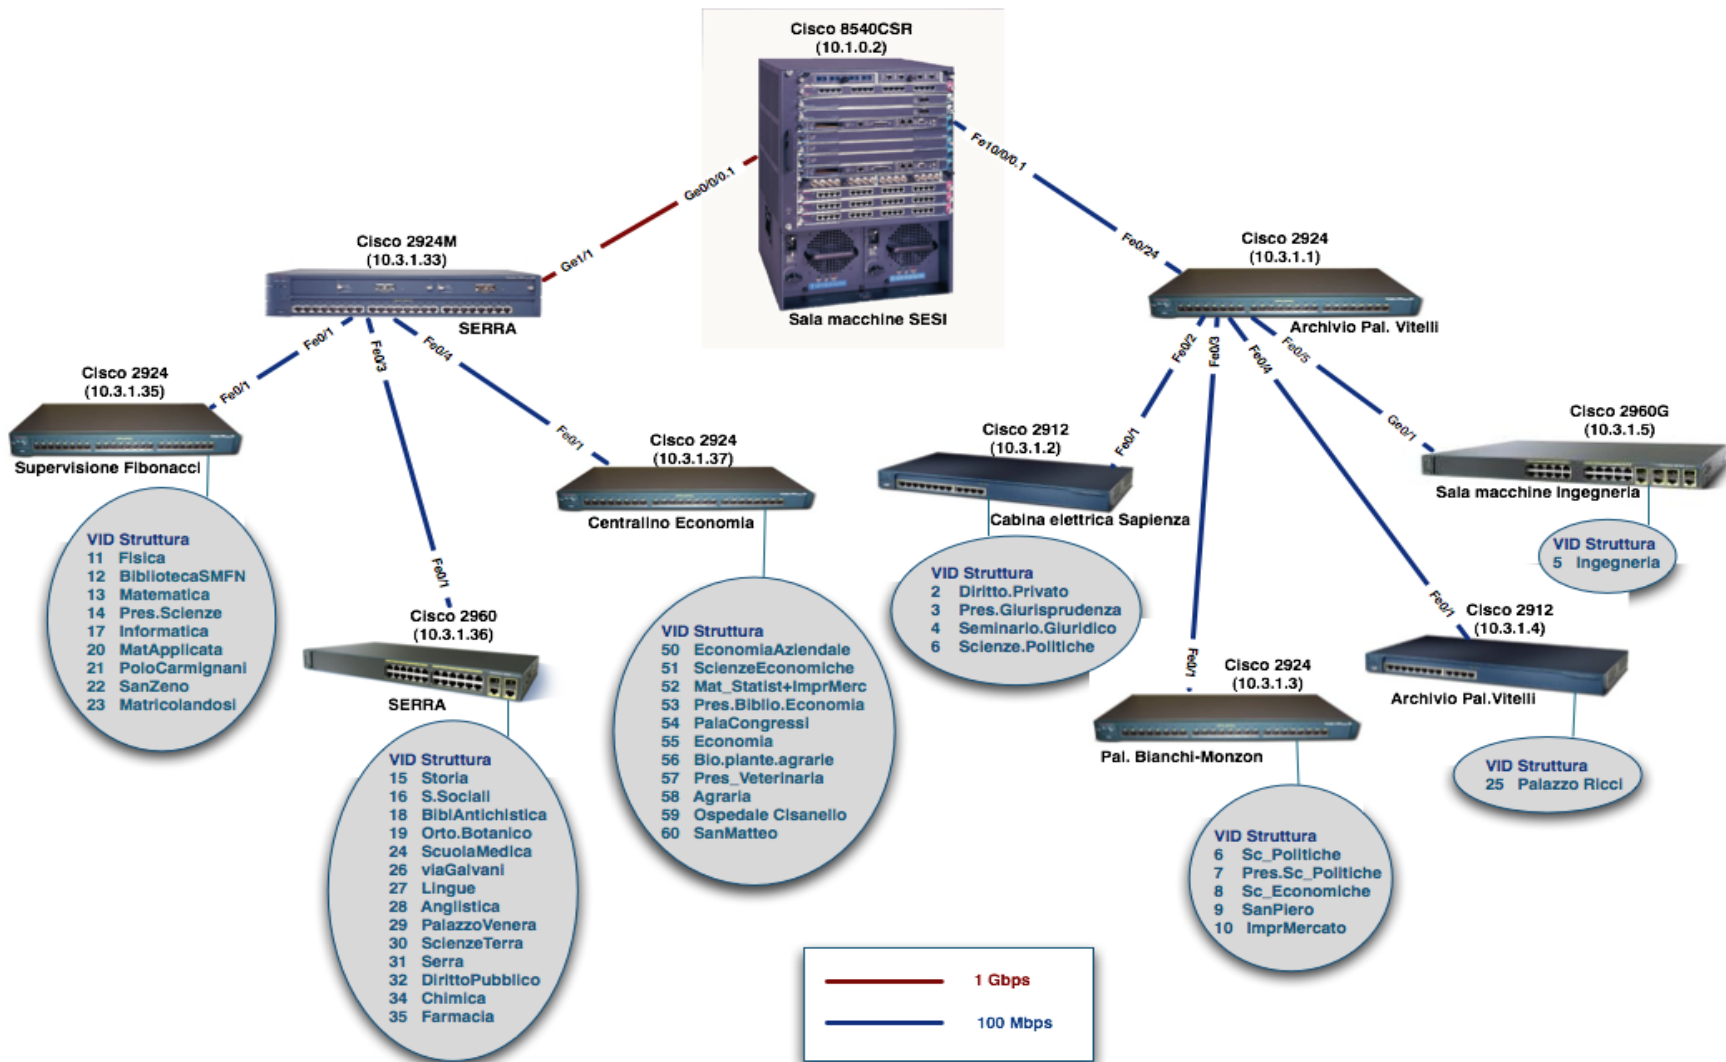 Cisco 8540CSR
(10.1.0.2)
Sala macchine SESI
Ge0/0/0.1
Ge1/1
Fe10/0/0.1
Fe0/24
Cisco 2924M
(10.3.1.33)
SERRA
Cisco 2924
(10.3.1.1)
Archivio Pal. Vitelli
Fe0/1
Fe0/1
Fe0/3
Fe0/1
Fe0/4
Fe0/1
Fe0/2
Fe0/1
Fe0/3
Fe0/1
Fe0/4
Fe0/1
Fe0/5
Ge0/1
Cisco 2924
(10.3.1.35)
Supervisione Fibonacci
VID Struttura
11 Fisica
12 BibliotecaSMFN
13 Matematica
14 Pres.Scienze
17 Informatica
20 MatApplicata
21 PoloCarmignani
22 SanZeno
23 Matricolandosi
Cisco 2960
(10.3.1.36)
SERRA
VID Struttura
15 Storia
16 S.Sociali
18 BibiAntichistica
19 Orto.Botanico
24 ScuolaMedica
26 viaGalvani
27 Lingue
28 Anglistica
29 PalazzoVenera
30 ScienzeTerra
31 Serra
32 DirittoPubblico
34 Chimica
35 Farmacia
Cisco 2924
(10.3.1.37)
Centralino Economia
VID Struttura
50 EconomiaAziendale
51 ScienzeEconomiche
52 Mat_Statist+ImprMerc
53 Pres.Biblio.Economia
54 PalaCongressi
55 Economia
56 Bio.piante.agrarie
57 Pres_Veterinaria
58 Agraria
59 Ospedale Cisanello
60 SanMatteo
Cisco 2912
(10.3.1.2)
Cabina elettrica Sapienza
VID Struttura
2 Diritto.Privato
3 Pres.Giurisprudenza
4 Seminario.Giuridico
6 Scienze.Politiche
Cisco 2924
(10.3.1.3)
Pal. Bianchi-Monzon
VID Struttura
6 Sc_Politiche
7 Pres.Sc_Politiche
8 Sc_Economiche
9 SanPiero
10 ImprMercato
Cisco 2912
(10.3.1.4)
Archivio Pal.Vitelli
VID Struttura
25 Palazzo Ricci
Cisco 2960G
(10.3.1.5)
Sala macchine Ingegneria
VID Struttura
5 Ingegneria
1 Gbps
100 Mbps